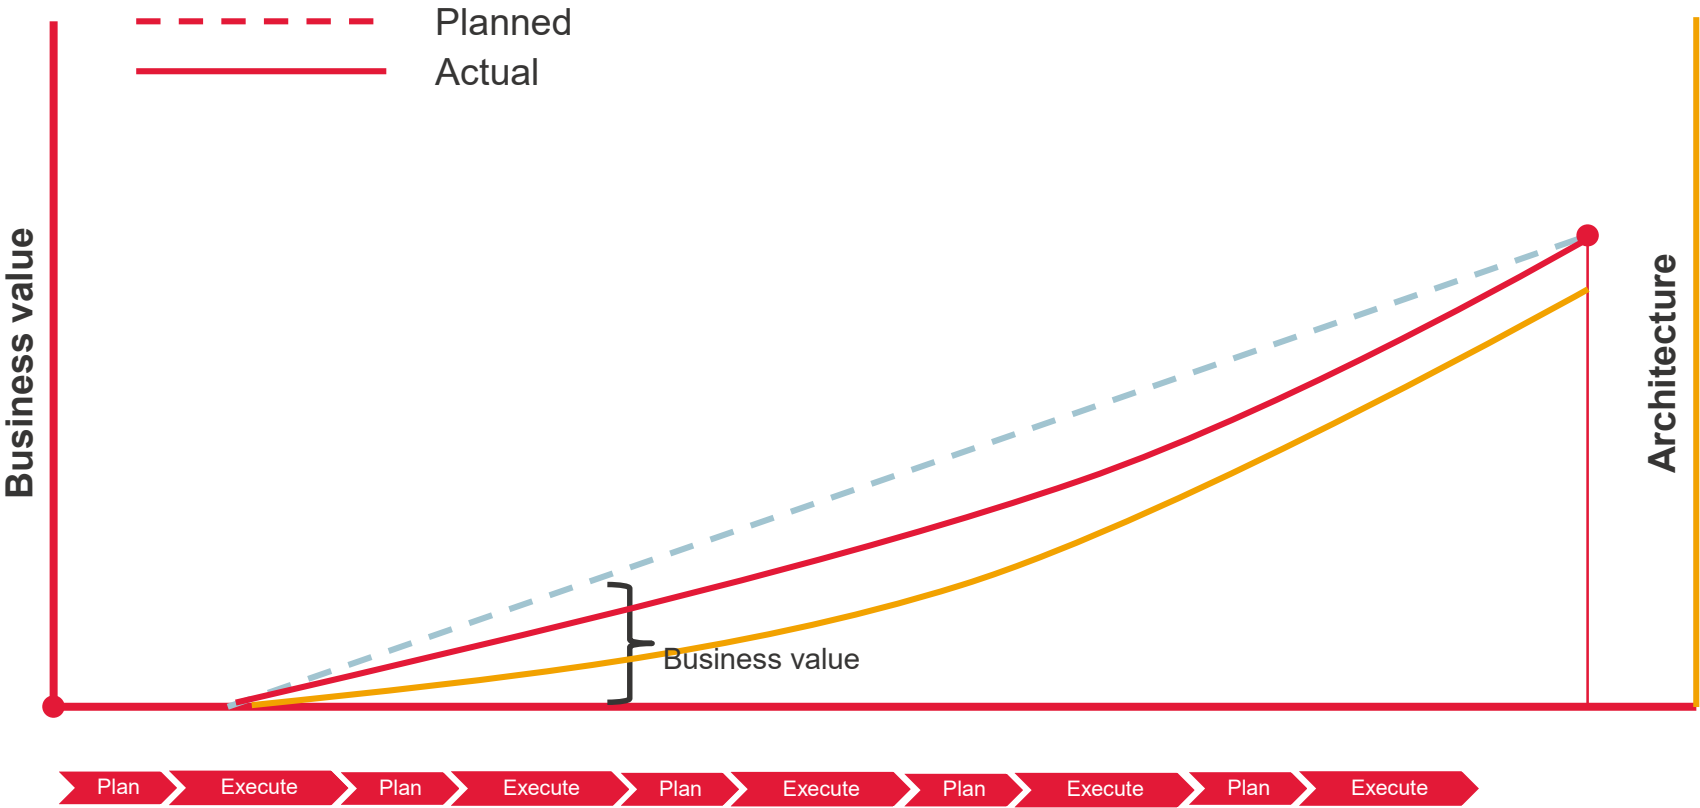 Planned
Actual
Business value
Architecture
Business value
Plan
Execute
Plan
Execute
Plan
Execute
Plan
Execute
Plan
Execute